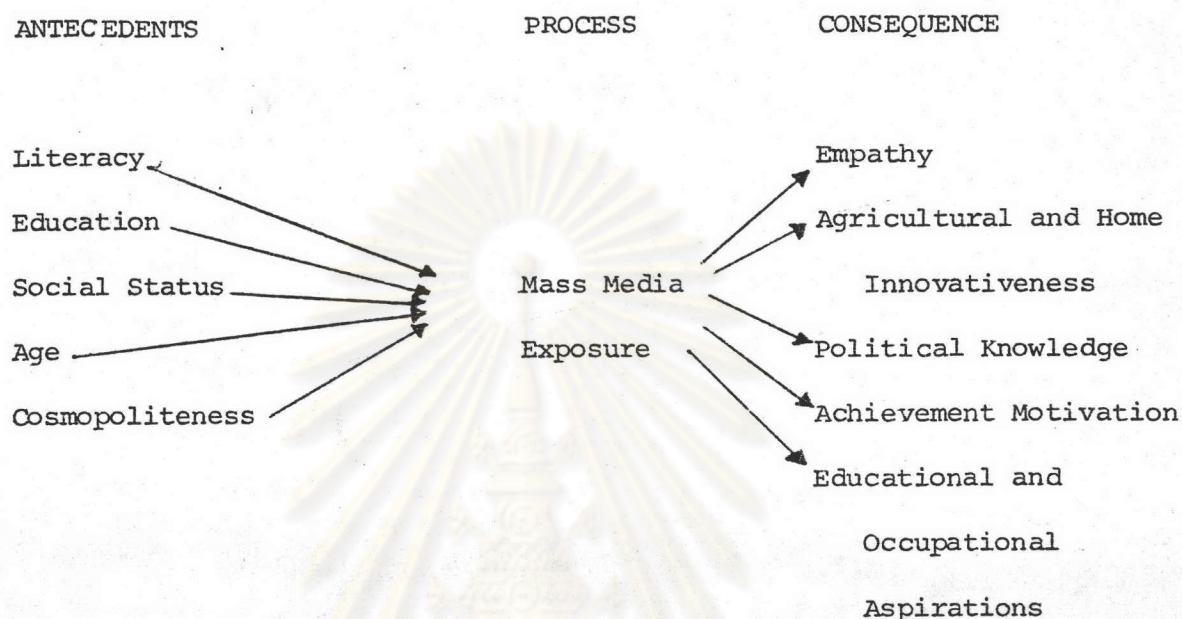 ANTECEDENTS PROCESS CONSEQUENCE
Literacy Empathy
Education Agricultural and Home
Social Status Mass Media Innovativeness
Age Exposure Political Knowledge
Cosmopoliteness Achievement Motivation
Educational and
Occupational
Aspirations